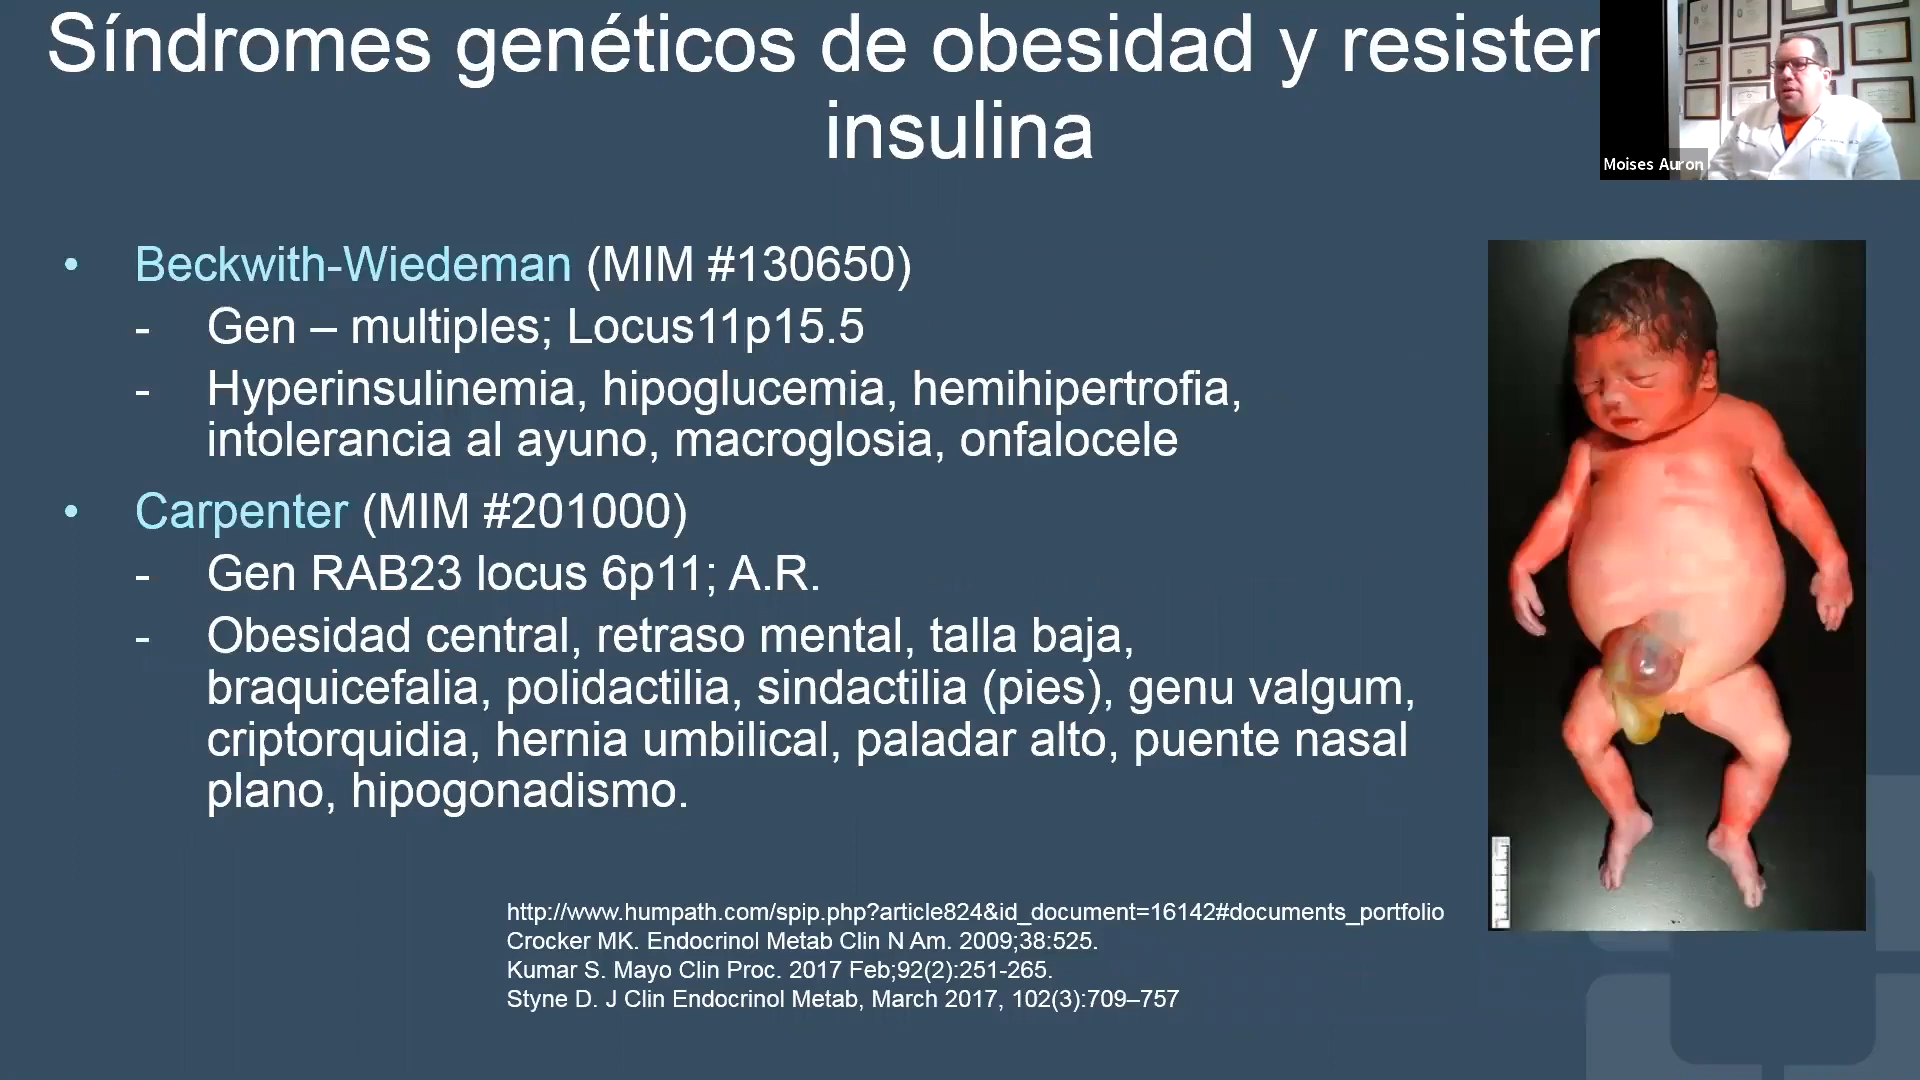 Síndromes genéticos de obesidad y
insulina
Moises Auron
• Beckwith-Wiedeman (MIM #130650)
- Gen – multiples; Locus11p15.5
- Hyperinsulinemia, hipoglucemia, hemihipertrofia,
intolerancia al ayuno, macroglosia, onfalocele
• Carpenter (MIM #201000)
- Gen RAB23 locus 6p11; A.R.
- Obesidad central, retraso mental, talla baja,
braquicefalia, polidactilia, sindactilia (pies), genu valgum,
criptorquidia, hernia umbilical, paladar alto, puente nasal
plano, hipogonadismo.
http://www.humpath.com/spip.php?article824&id_document=16142#documents_portfolio
Crocker MK. Endocrinol Metab Clin N Am. 2009;38:525.
Kumar S. Mayo Clin Proc. 2017 Feb;92(2):251-265.
Styne D. J Clin Endocrinol Metab, March 2017, 102(3):709–757